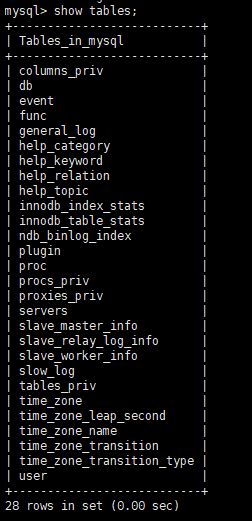 mysql> show tables;
+---------------------------+
| Tables_in_mysql           |
+---------------------------+
| columns_priv              |
| db                        |
| event                     |
| func                      |
| general_log               |
| help_category             |
| help_keyword              |
| help_relation             |
| help_topic                |
| innodb_index_stats        |
| innodb_table_stats        |
| ndb_binlog_index          |
| plugin                    |
| proc                      |
| procs_priv                |
| proxies_priv              |
| servers                   |
| slave_master_info         |
| slave_relay_log_info      |
| slave_worker_info         |
| slow_log                  |
| tables_priv               |
| time_zone                 |
| time_zone_leap_second     |
| time_zone_name            |
| time_zone_transition      |
| time_zone_transition_type |
| user                      |
+---------------------------+
28 rows in set (0.00 sec)